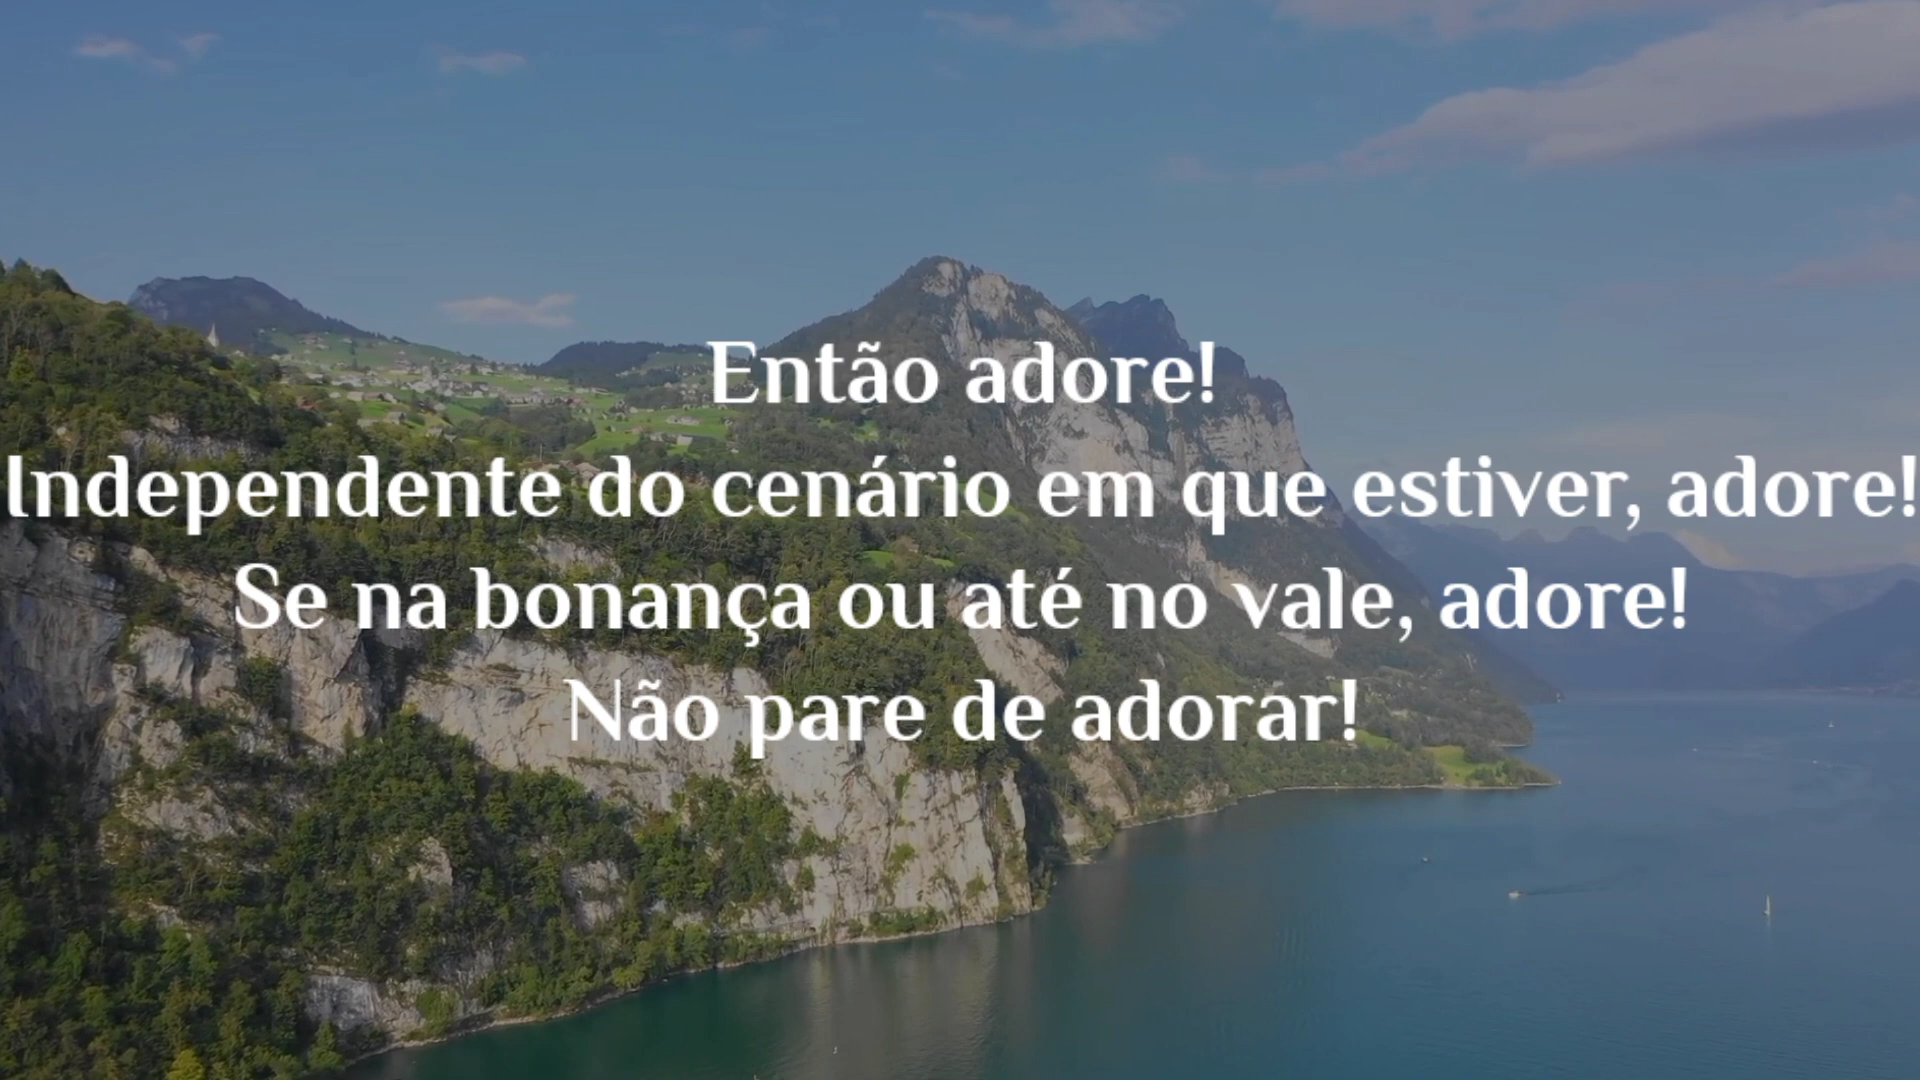 Então adore!
Independente do cenário em que estiver, adore!
Se na bonança ou até no vale, adore!
Não pare de adorar!